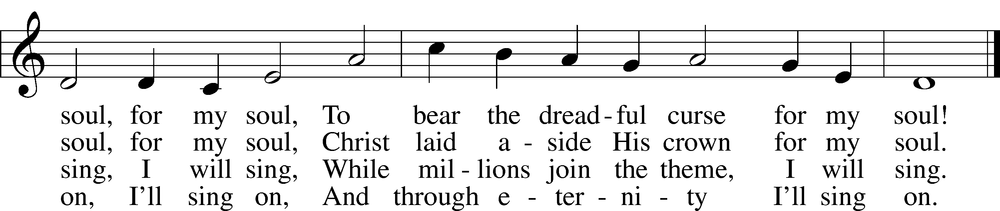 soul, for my soul, To bear the dread - ful curse for my soul!
soul, for my soul, Christ laid a - side His crown for my soul.
sing, I will sing, While mil - lions join the theme, I will sing.
on, I'll sing on, And through e - ter - ni - ty I'll sing on.